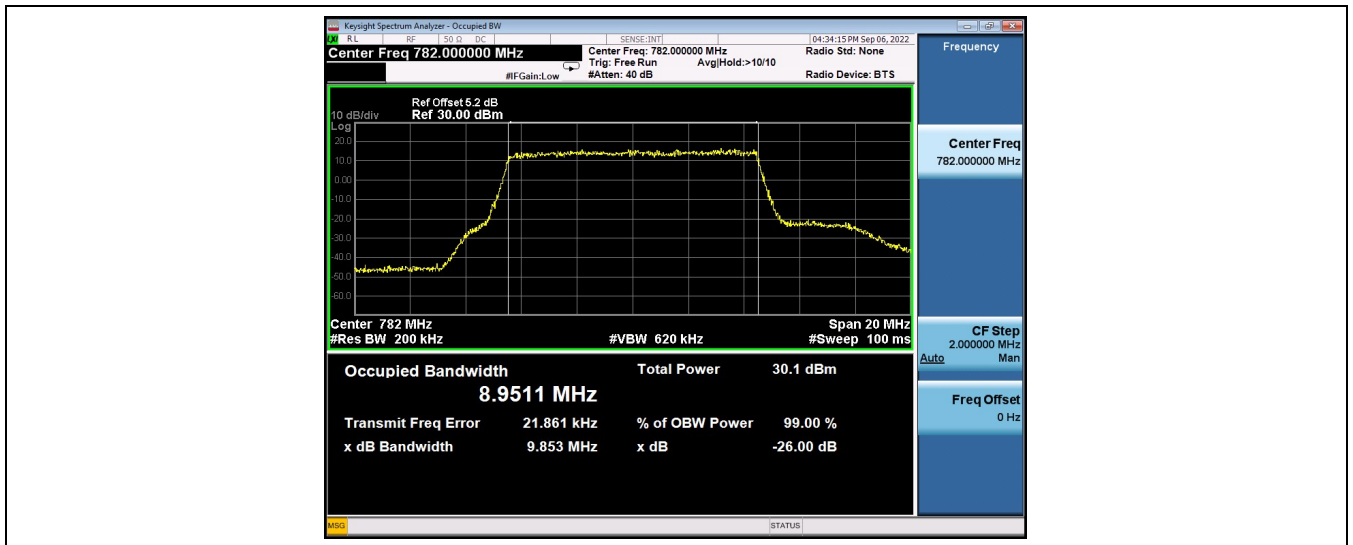 Keysight Spectrum Analyzer - Occupied BW
RL RF 50 Ω DC SENSE:INT 04:34:15 PM Sep 06, 2022
Center Freq 782.000000 MHz Center Freq: 782.000000 MHz Radio Std: None
Trig: Free Run Avg|Hold:>10/10
#IFGain:Low #Atten: 40 dB Radio Device: BTS
Ref Offset 5.2 dB
10 dB/div Ref 30.00 dBm
Log
20.0
10.0
0.00
-10.0
-20.0
-30.0
-40.0
-50.0
-60.0
Center 782 MHz Span 20 MHz
#Res BW 200 kHz #VBW 620 kHz #Sweep 100 ms
Occupied Bandwidth Total Power 30.1 dBm
8.9511 MHz
Transmit Freq Error 21.861 kHz % of OBW Power 99.00 %
x dB Bandwidth 9.853 MHz x dB -26.00 dB
Frequency
Center Freq
782.000000 MHz
CF Step
2.000000 MHz
Auto Man
Freq Offset
0 Hz
MSG STATUS